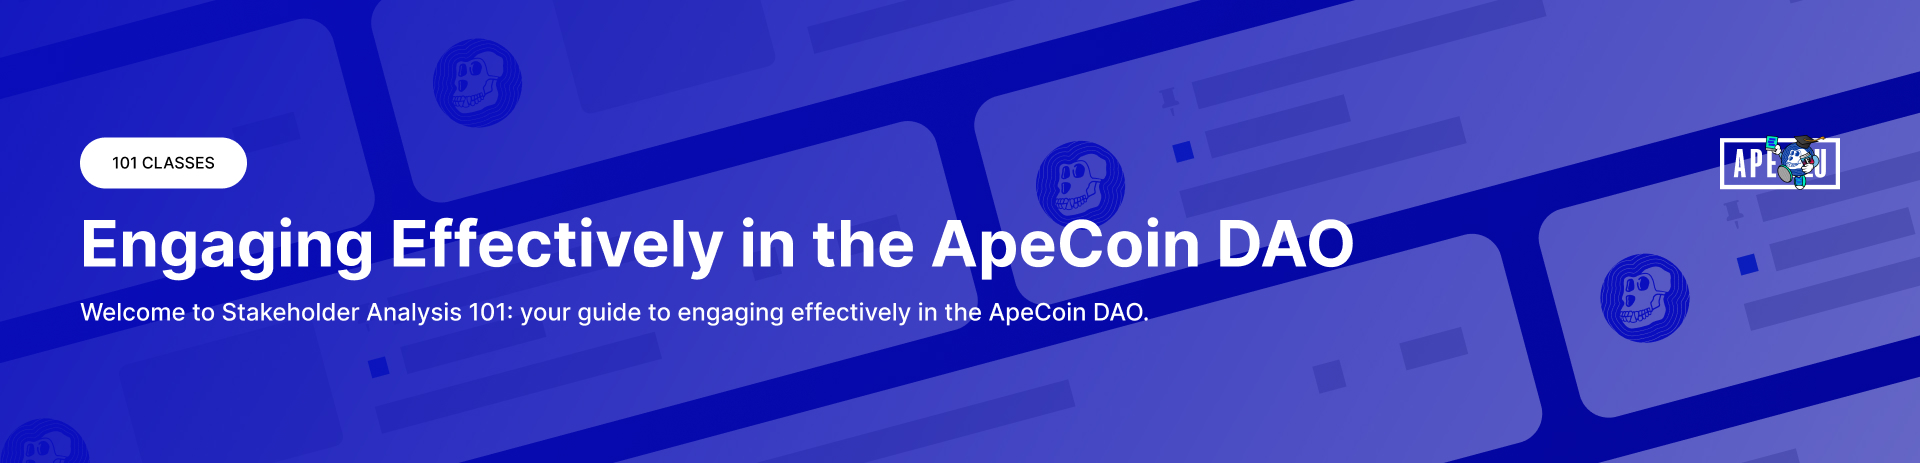 101 CLASSES
APE U
Engaging Effectively in the ApeCoin DAO
Welcome to Stakeholder Analysis 101: your guide to engaging effectively in the ApeCoin DAO.